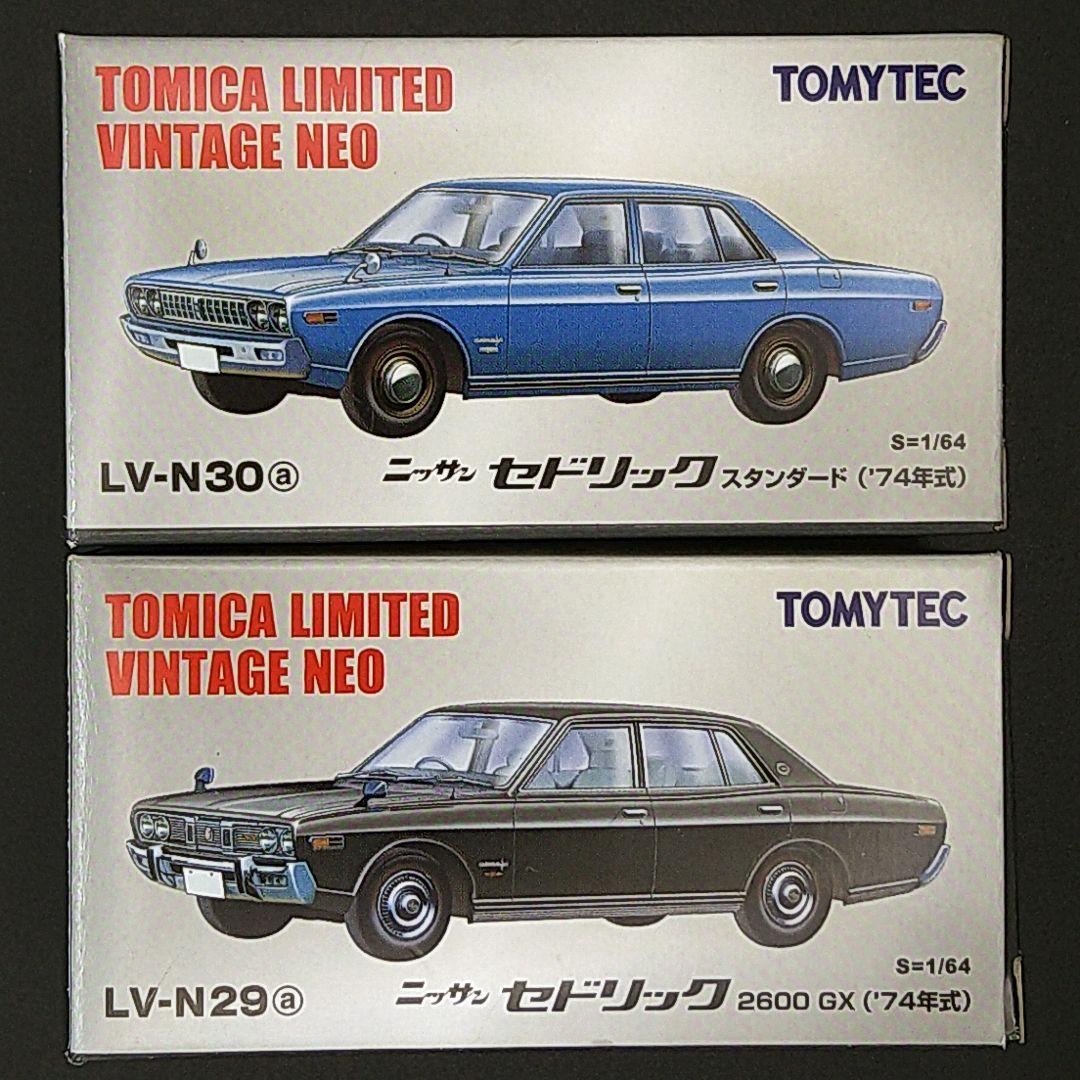 TOMICA LIMITED
VINTAGE NEO
TOMYTEC
S=1/64
LV-N30ⓐ ニッサン セドリック スタンダード ('74年式)
TOMICA LIMITED
VINTAGE NEO
TOMYTEC
S=1/64
LV-N29ⓐ ニッサン セドリック 2600 GX ('74年式)